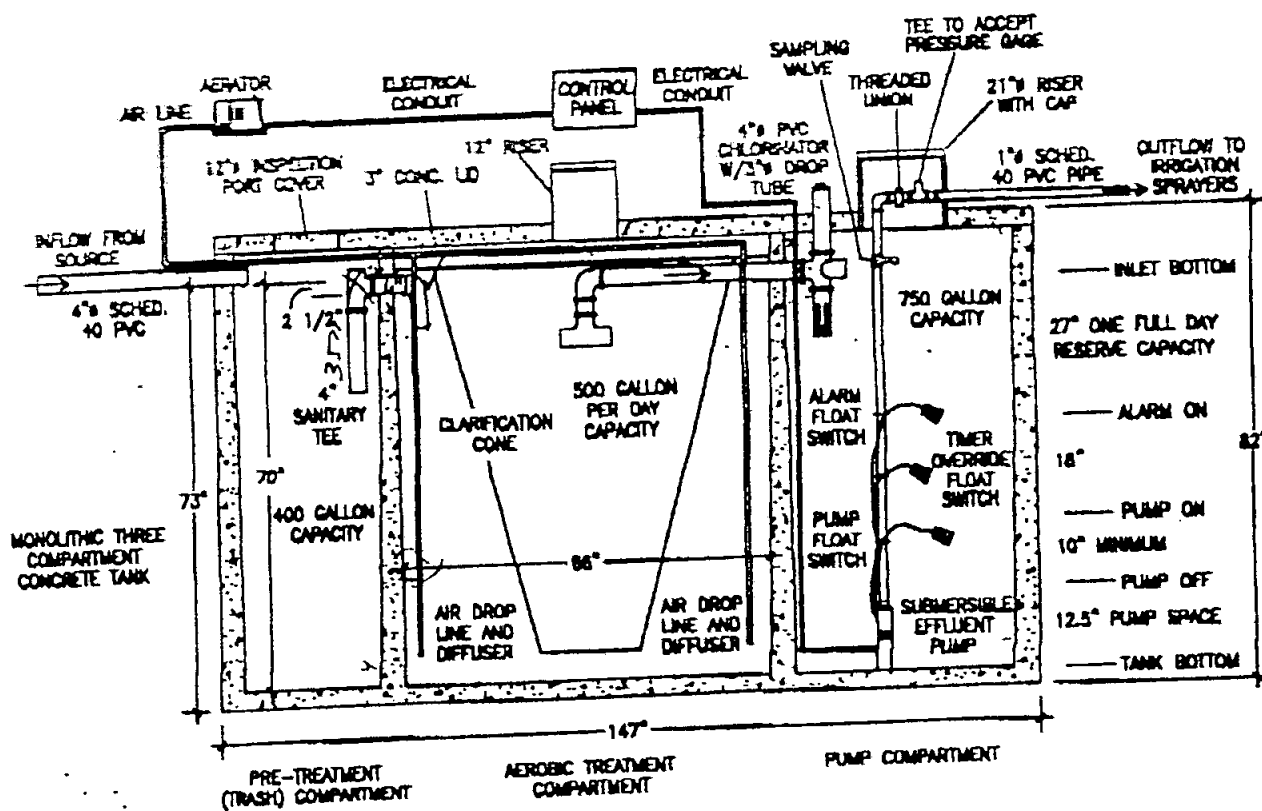 TEE TO ACCEPT
PRESSURE GAGE
SAMPLING
VALVE
THREADED
UNION
21"ø RISER
WITH CAP
AERATOR
AIR LINE
ELECTRICAL
CONDUIT
CONTROL
PANEL
ELECTRICAL
CONDUIT
4"ø PVC
CHLORINATOR
W/3"ø DROP
TUBE
1"ø SCHED.
40 PVC PIPE
OUTFLOW TO
IRRIGATION
SPRAYERS
12"ø INSPECTION
PORT COVER
3" CONC. LID
12" RISER
INFLOW FROM
SOURCE
4"ø SCHED.
40 PVC
2 1/2"
SANITARY
TEE
CLARIFICATION
CONE
500 GALLON
PER DAY
CAPACITY
750 GALLON
CAPACITY
INLET BOTTOM
27" ONE FULL DAY
RESERVE CAPACITY
ALARM
FLOAT
SWITCH
ALARM ON
TIMER
OVERRIDE
FLOAT
SWITCH
18"
82"
73"
70"
400 GALLON
CAPACITY
MONOLITHIC THREE
COMPARTMENT
CONCRETE TANK
66"
PUMP
FLOAT
SWITCH
PUMP ON
10" MINIMUM
PUMP OFF
AIR DROP
LINE AND
DIFFUSER
AIR DROP
LINE AND
DIFFUSER
SUBMERSIBLE
EFFLUENT
PUMP
12.5" PUMP SPACE
TANK BOTTOM
147"
PRE-TREATMENT
(TRASH) COMPARTMENT
AEROBIC TREATMENT
COMPARTMENT
PUMP COMPARTMENT